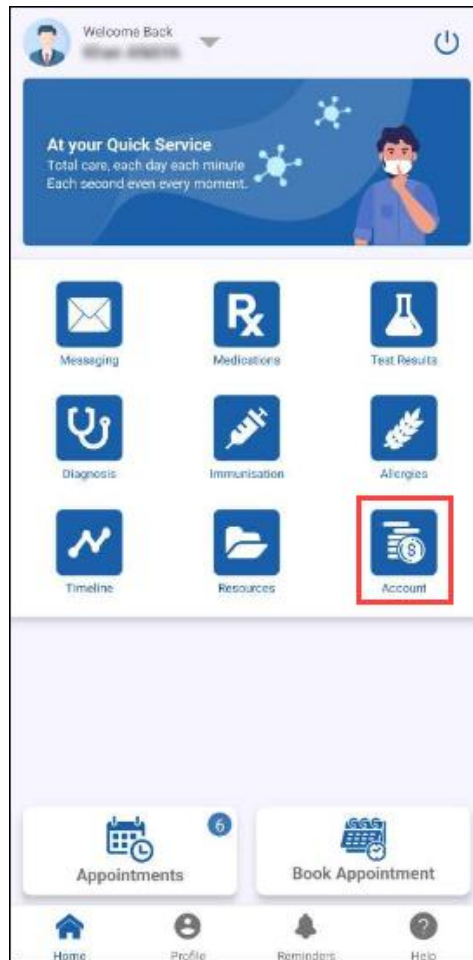 Welcome Back
At your Quick Service
Total care, each day each minute
Each second even every moment.
Messaging
Rx
Medications
Test Results
Diagnosis
Immunisation
Allergies
Timeline
Resources
$
Account
6
Appointments
Book Appointment
Home
Profile
Reminders
?
Help